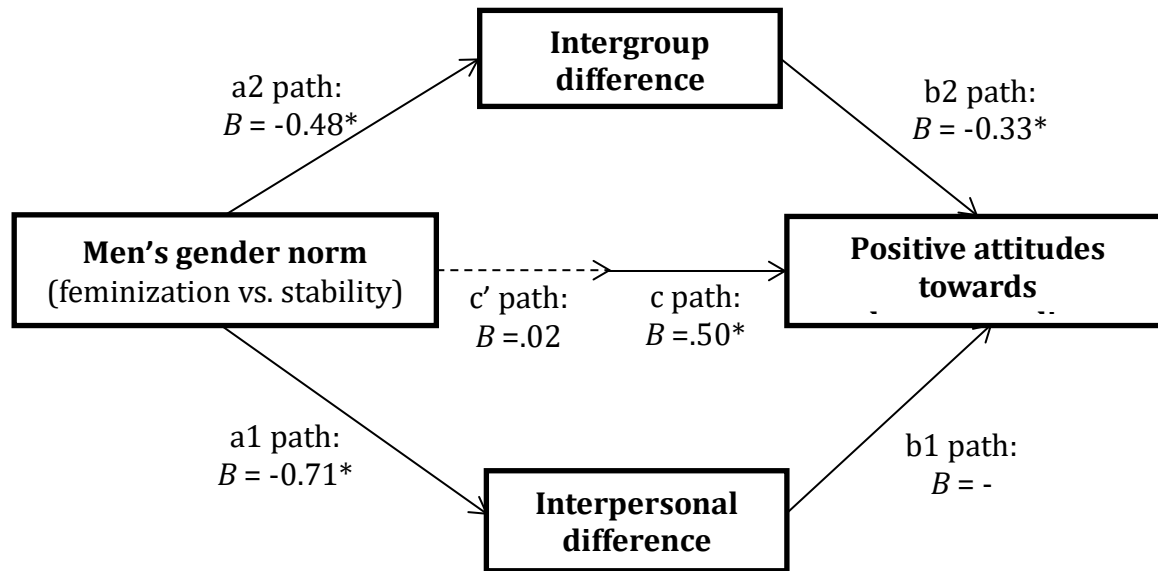 Intergroup
difference
a2 path:
B = -0.48*
b2 path:
B = -0.33*
Men's gender norm
(feminization vs. stability)
Positive attitudes
towards
c' path:
B =.02
c path:
B =.50*
a1 path:
B = -0.71*
b1 path:
B = -
Interpersonal
difference